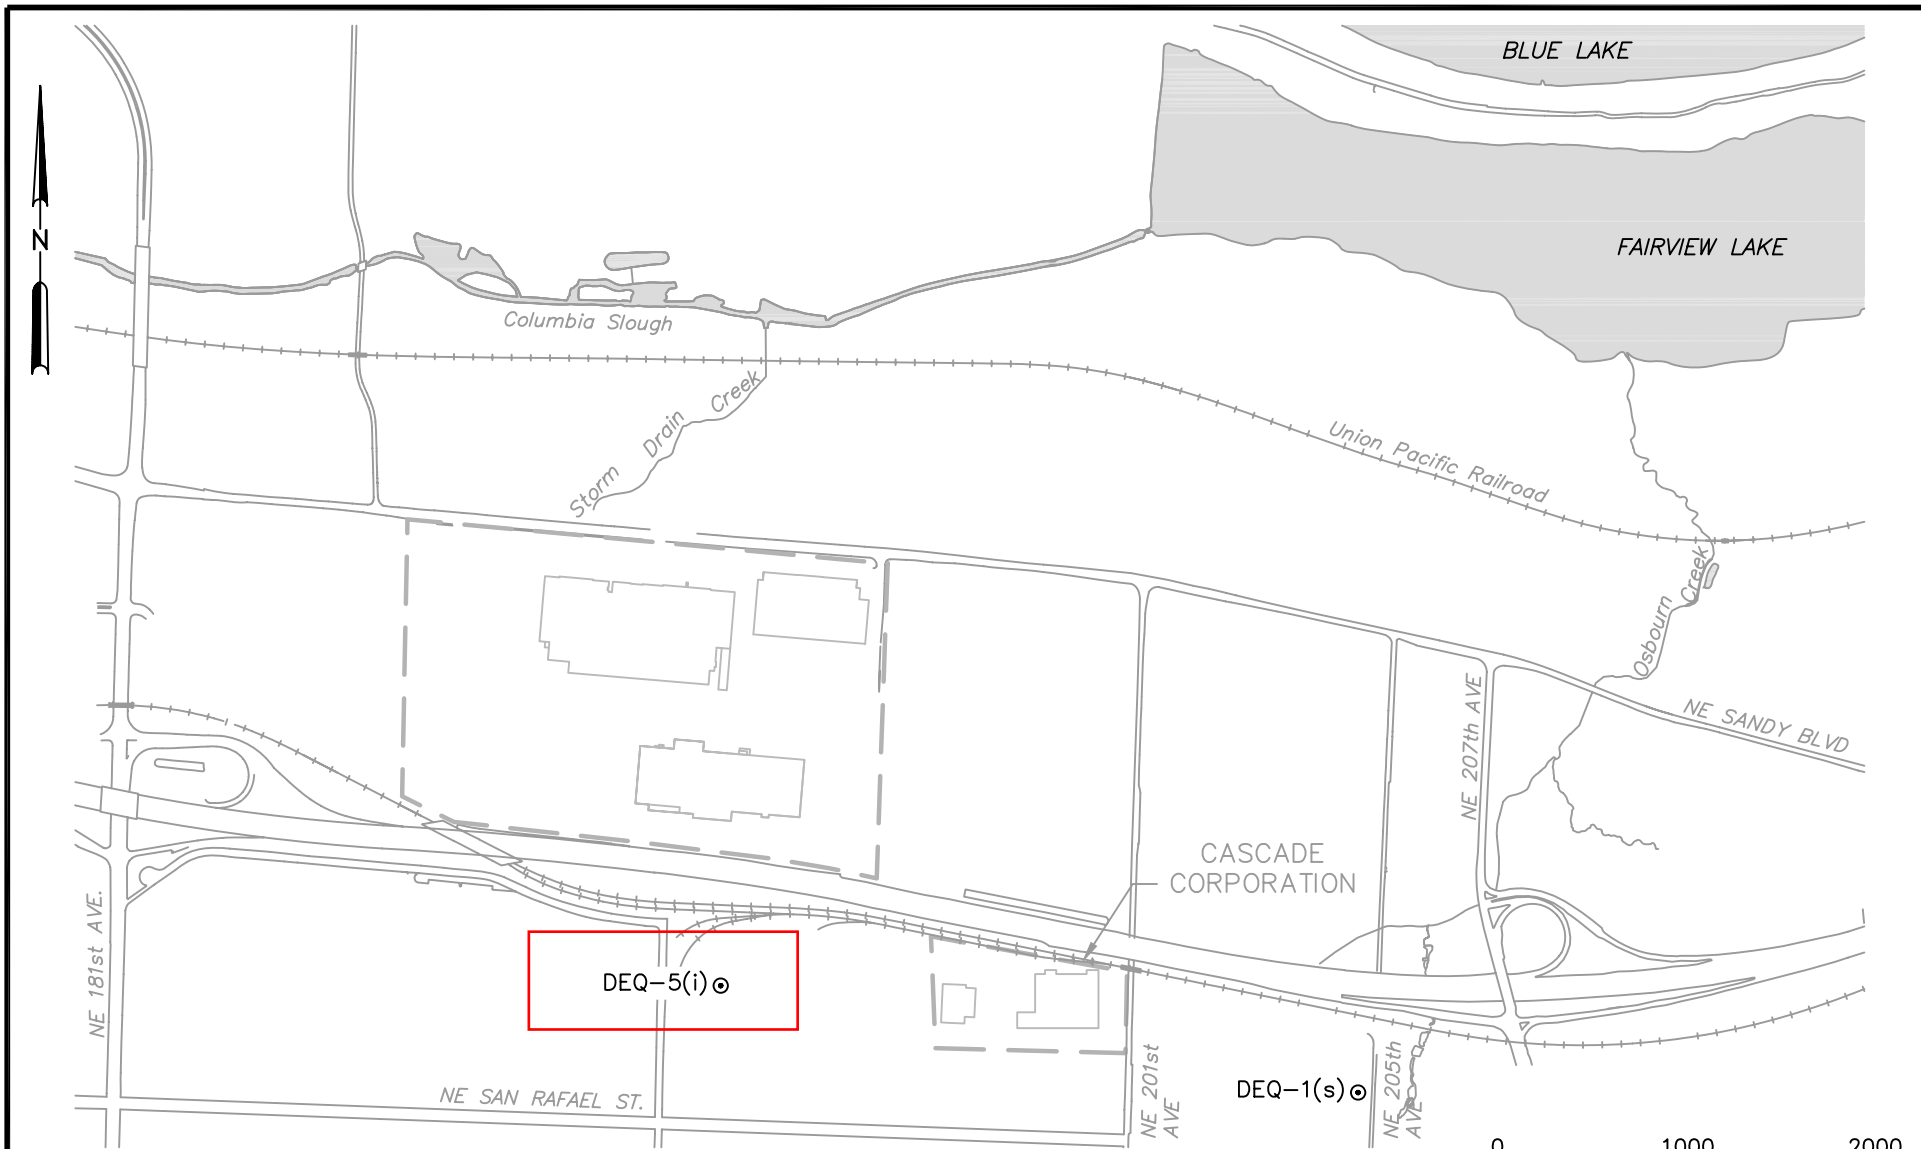 BLUE LAKE
N
FAIRVIEW LAKE
Columbia Slough
Storm Drain Creek
Union Pacific Railroad
Osbourn Creek
NE SANDY BLVD
NE 207th AVE
CASCADE
CORPORATION
NE 181st AVE.
DEQ-5(i)
NE SAN RAFAEL ST.
NE 201st
AVE
DEQ-1(s)
NE 205th
AVE
0 1000 2000